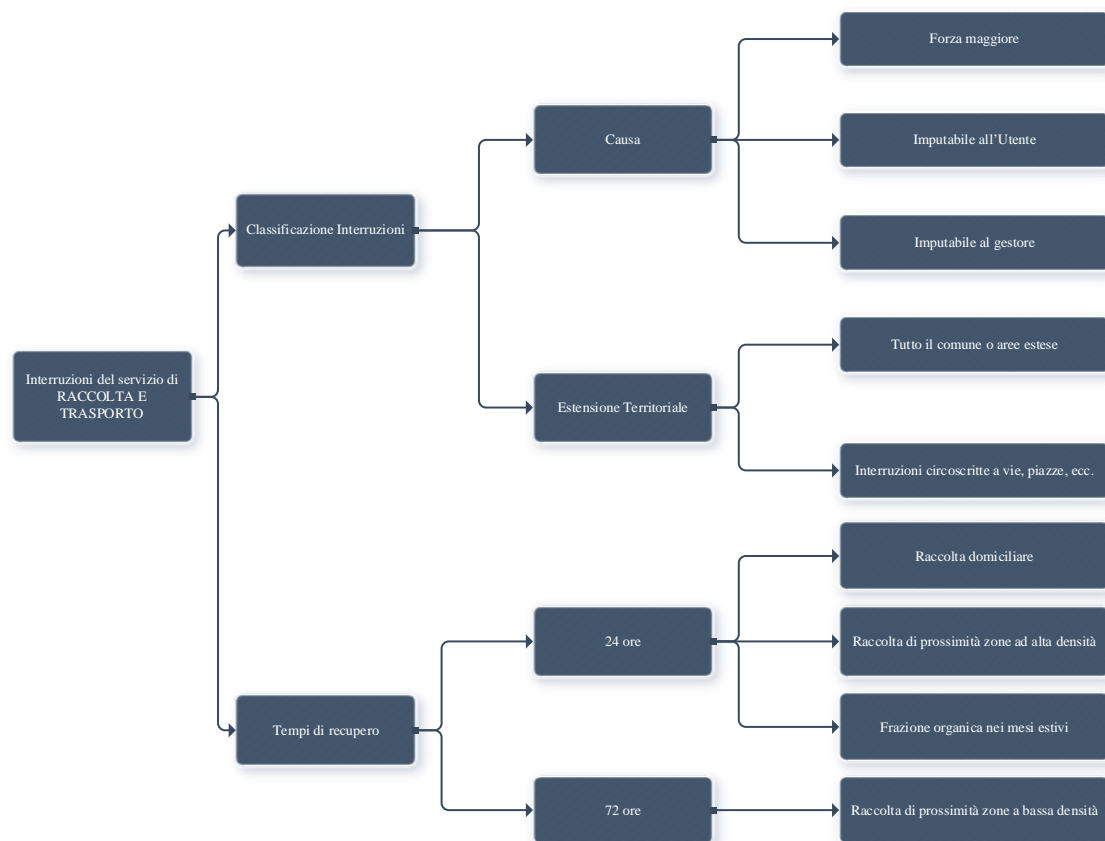 Forza maggiore
Causa
Imputabile all’Utente
Classificazione Interruzioni
Imputabile al gestore
Tutto il comune o aree estese
Interruzioni del servizio di
RACCOLTA E
TRASPORTO
Estensione Territoriale
Interruzioni circoscritte a vie, piazze, ecc.
Raccolta domiciliare
24 ore
Raccolta di prossimità zone ad alta densità
Tempi di recupero
Frazione organica nei mesi estivi
72 ore
Raccolta di prossimità zone a bassa densità